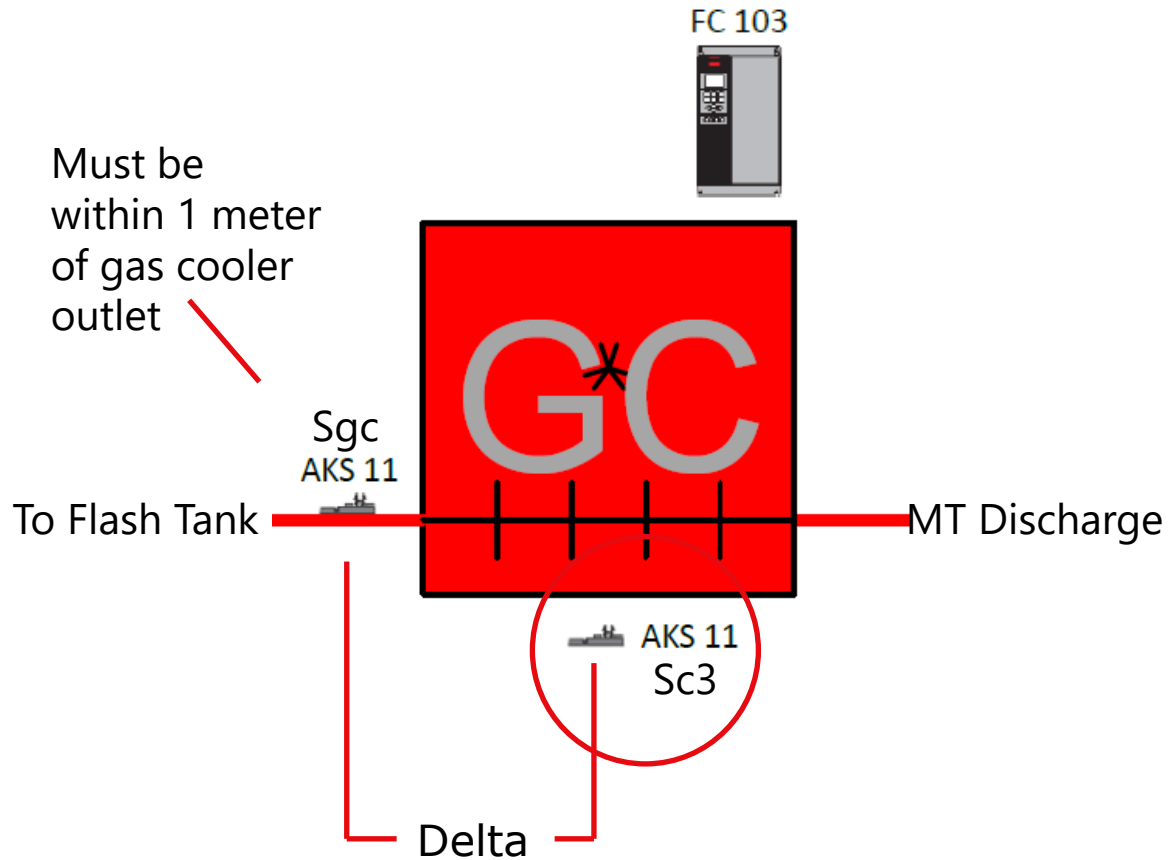 FC 103
Must be
within 1 meter
of gas cooler
outlet
GC
Sgc
AKS 11
To Flash Tank
MT Discharge
AKS 11
Sc3
Delta